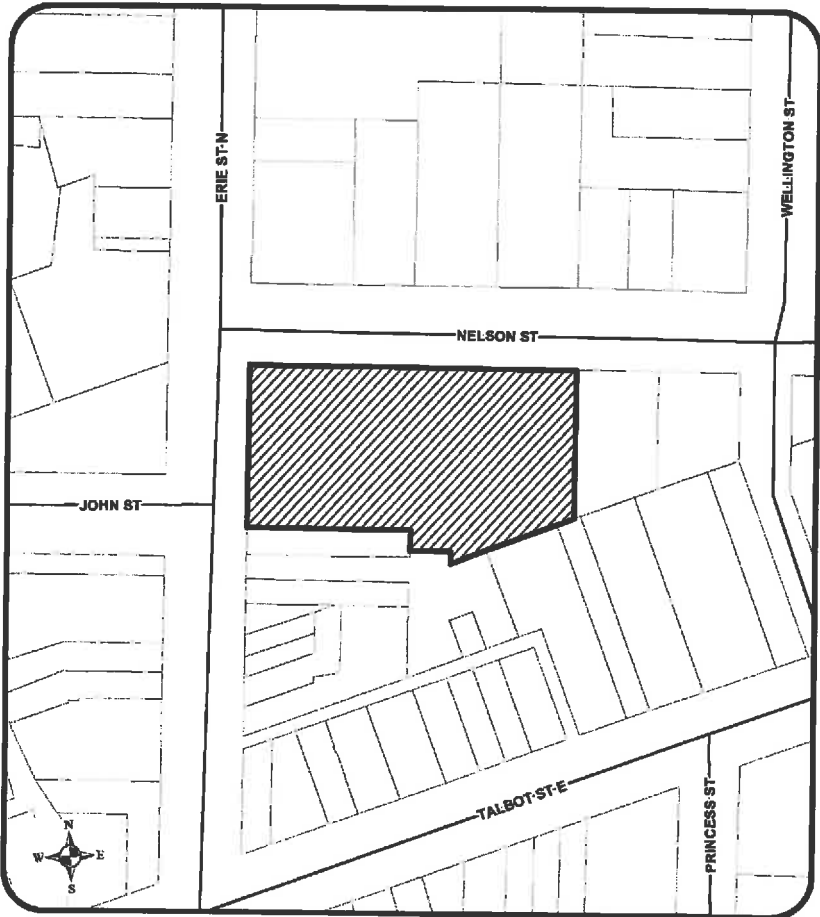 ERIE ST N
WELLINGTON ST
NELSON ST
JOHN ST
TALBOT ST E
PRINCESS ST
N
W E
S